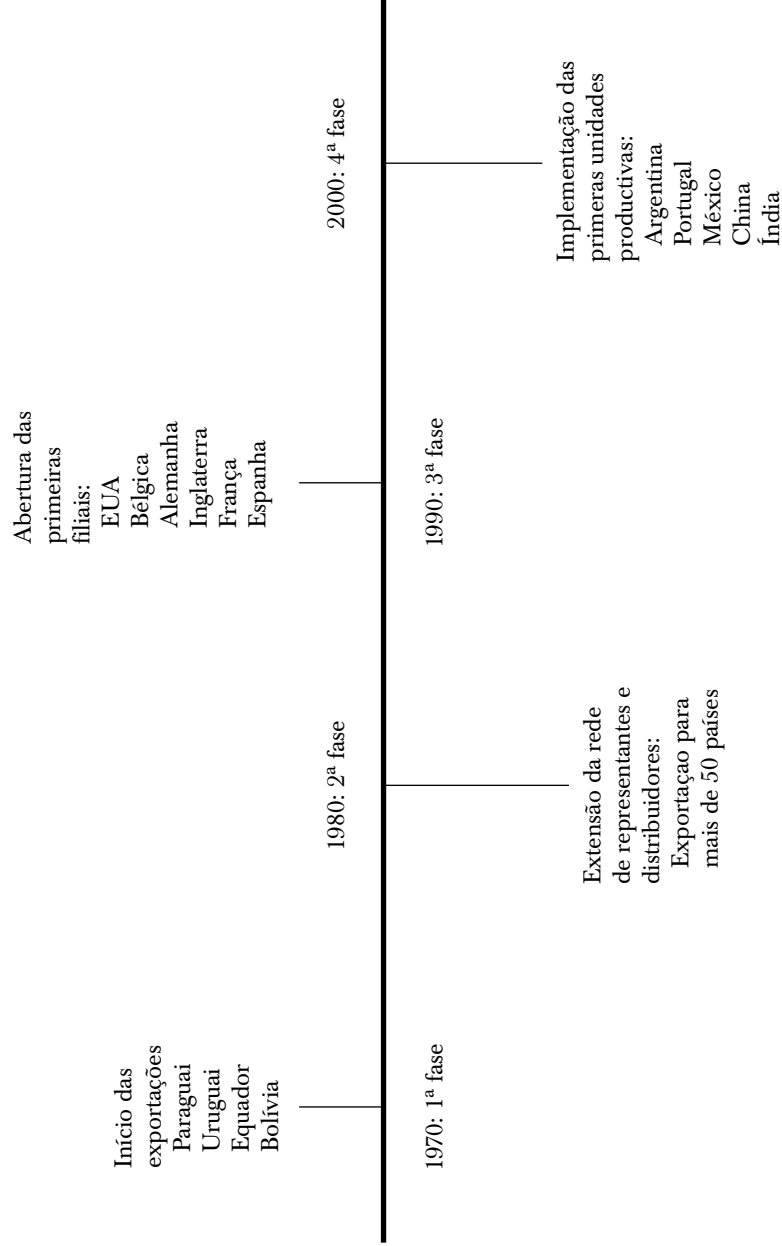 Início das
exportações
Paraguai
Uruguai
Equador
Bolívia
1970: 1ª fase
1980: 2ª fase
Extensão da rede
de representantes e
distribuidores:
Exportaçao para
mais de 50 países
Abertura das
primeiras
filiais:
EUA
Bélgica
Alemanha
Inglaterra
França
Espanha
1990: 3ª fase
2000: 4ª fase
Implementação das
primeras unidades
productivas:
Argentina
Portugal
México
China
Índia